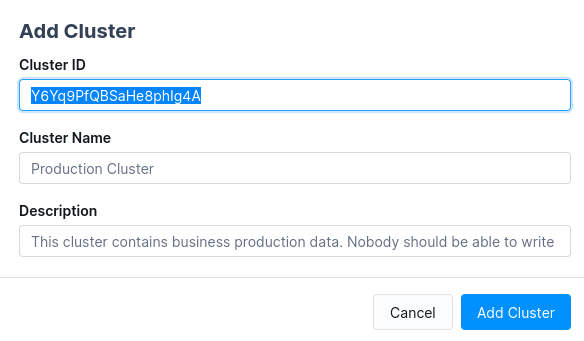 Add Cluster
Cluster ID
Y6Yq9PfQBSaHe8phIg4A
Cluster Name
Production Cluster
Description
This cluster contains business production data. Nobody should be able to write
Cancel
Add Cluster